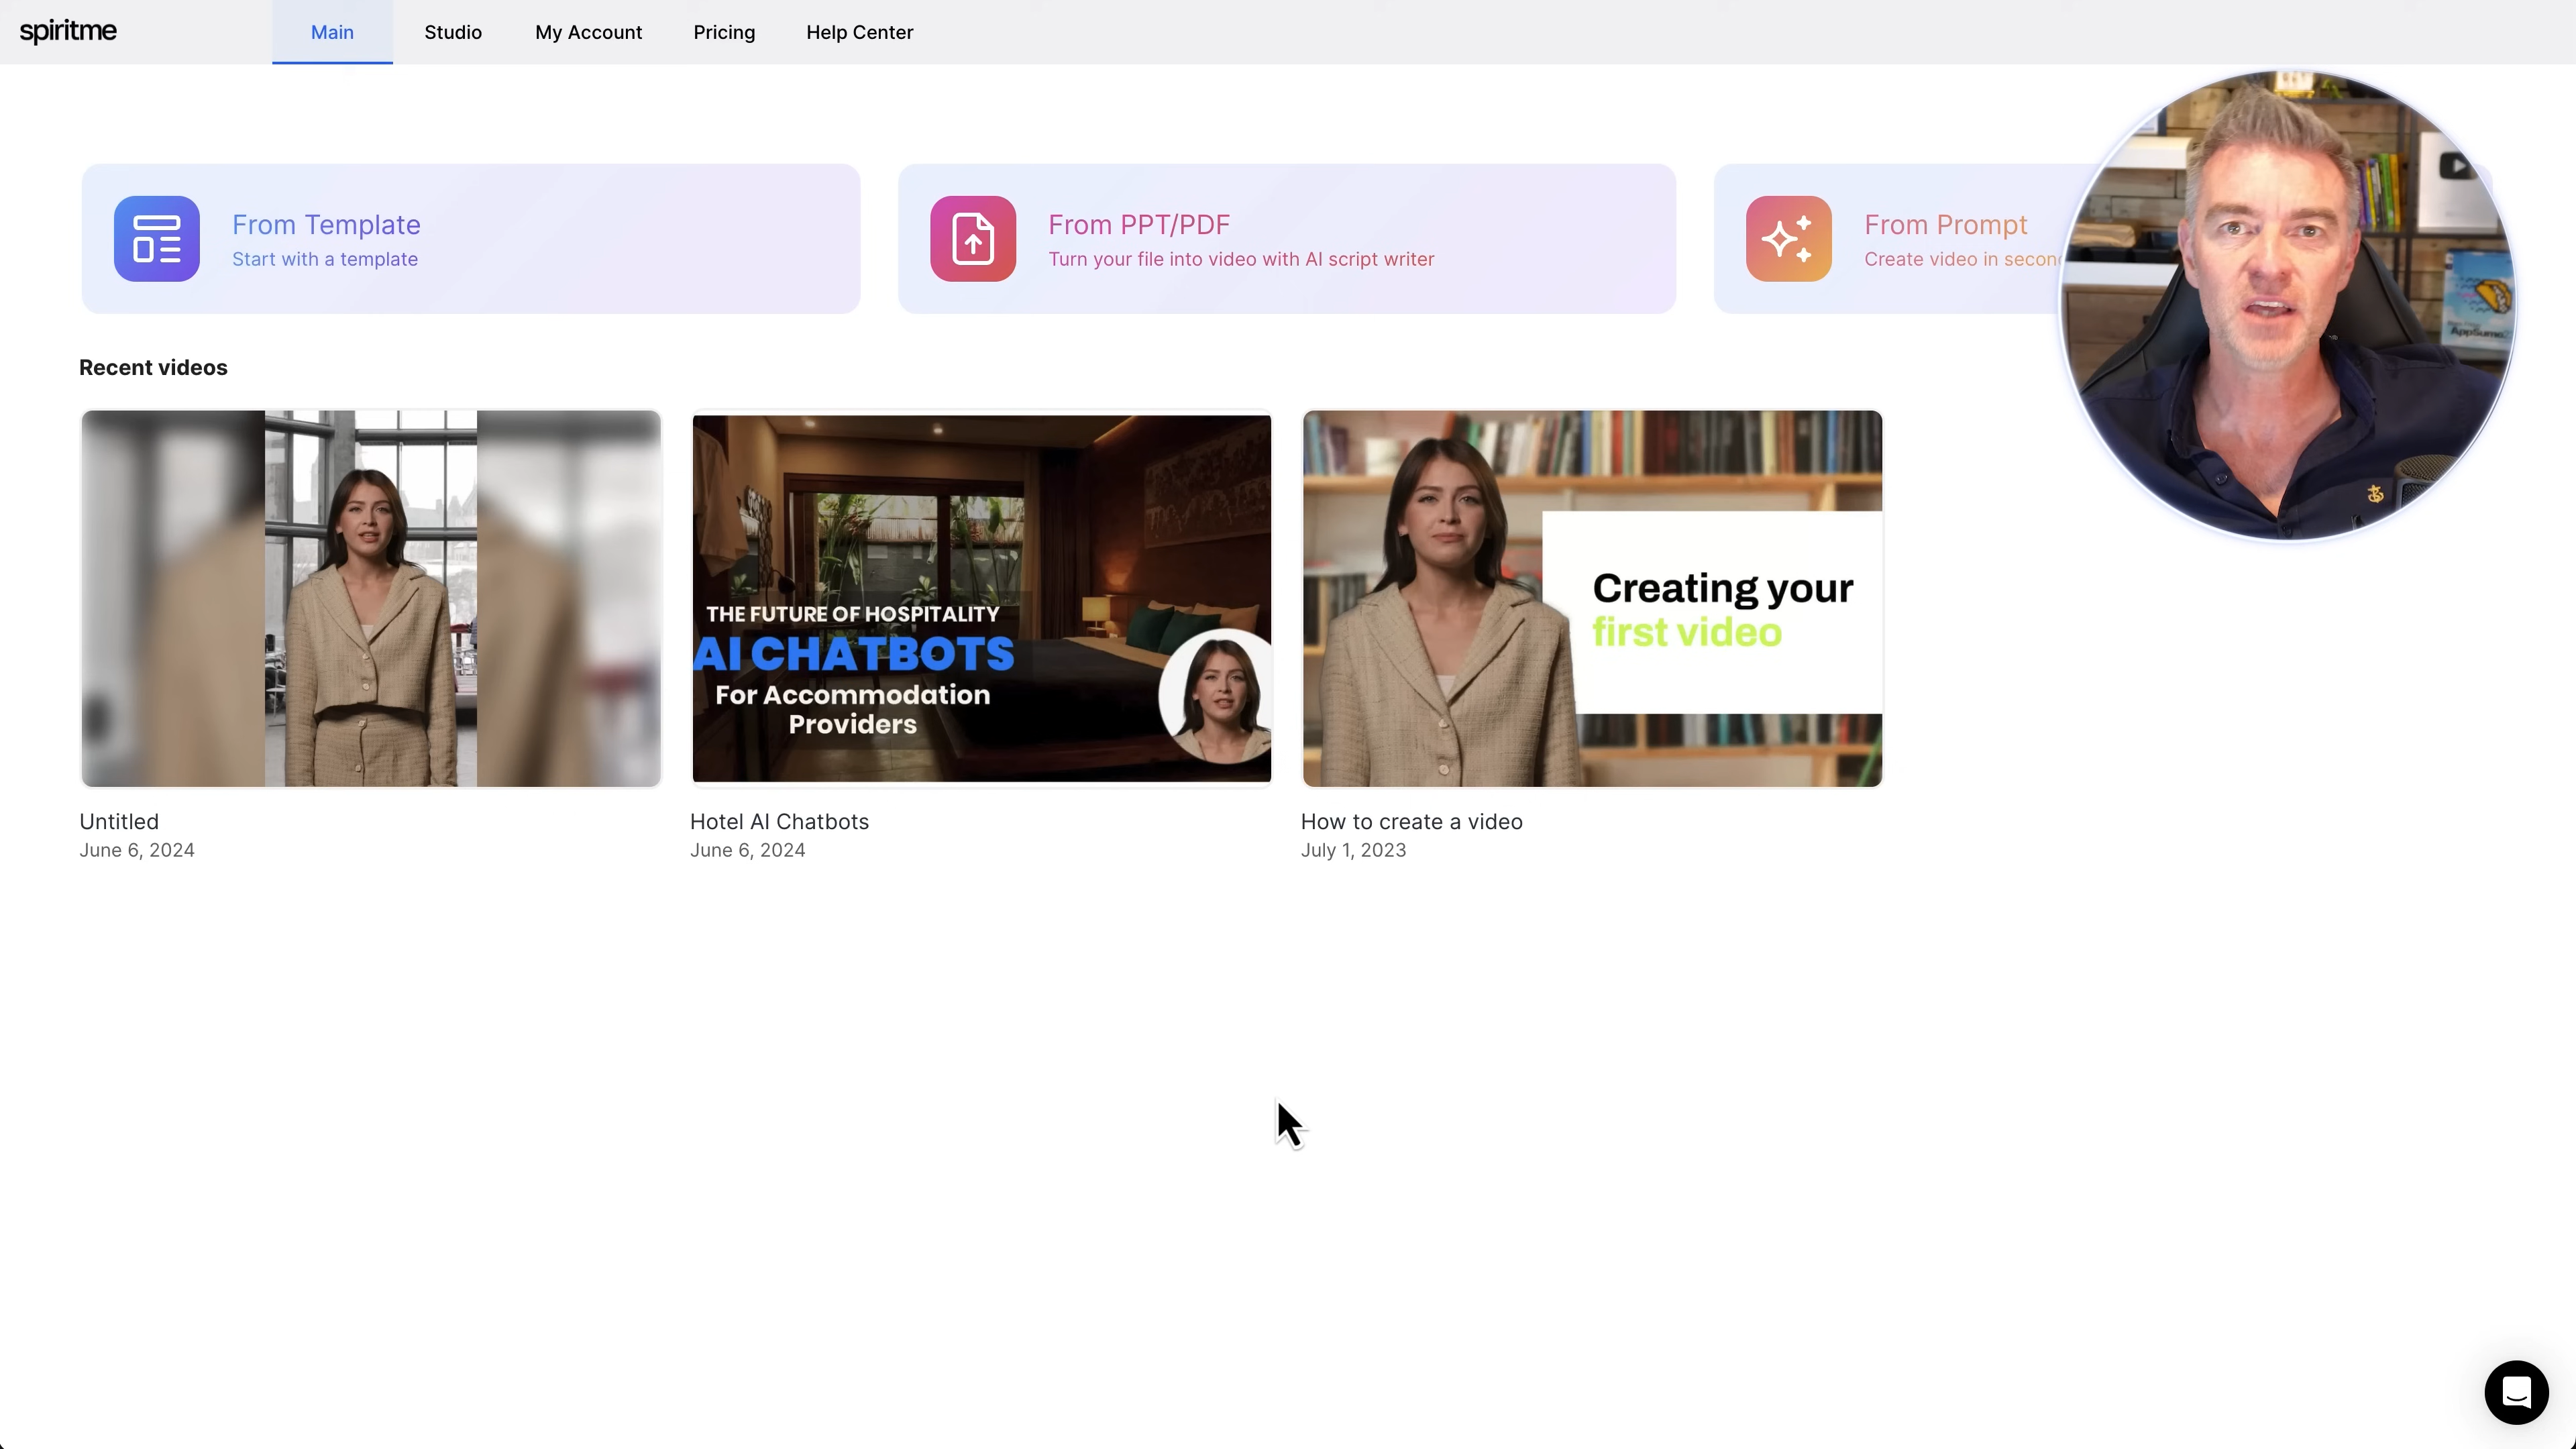 spiritme
Main
Studio
My Account
Pricing
Help Center
From Template
Start with a template
From PPT/PDF
Turn your file into video with AI script writer
From Prompt
Create video in
AppSumo
Recent videos
THE FUTURE OF HOSPITALITY
AI CHATBOTS
For Accommodation
Providers
Creating your
first video
Untitled
June 6, 2024
Hotel AI Chatbots
June 6, 2024
How to create a video
July 1, 2023